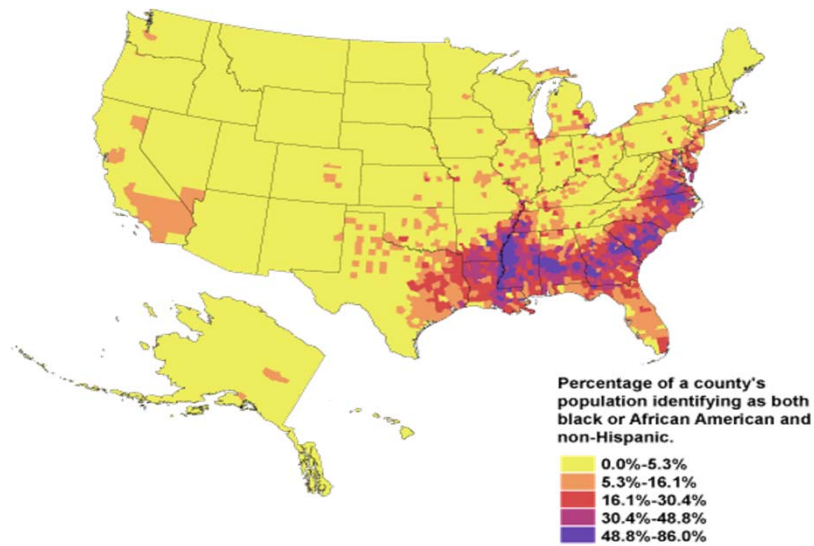 Percentage of a county's
population identifying as both
black or African American and
non-Hispanic.
0.0%-5.3%
5.3%-16.1%
16.1%-30.4%
30.4%-48.8%
48.8%-86.0%